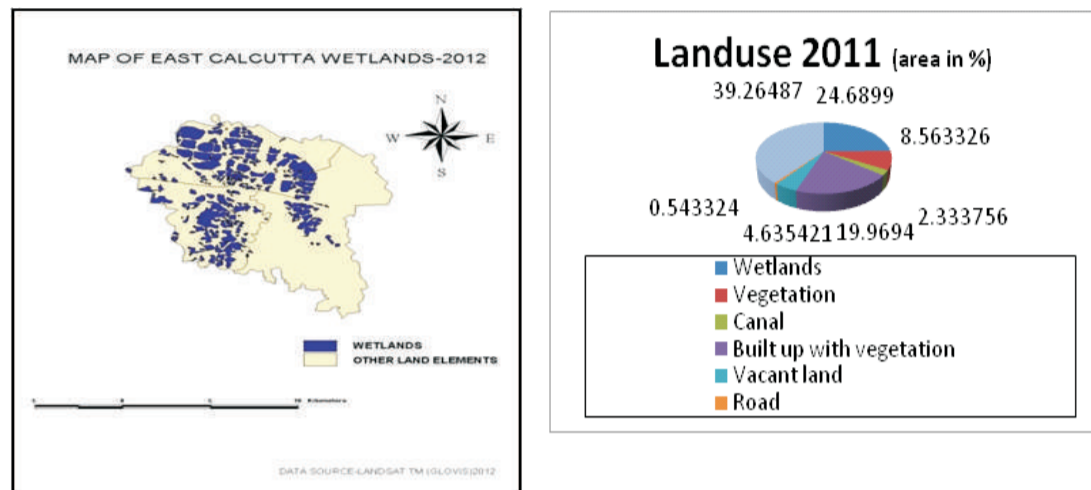 MAP OF EAST CALCUTTA WETLANDS-2012
N
W E
S
WETLANDS
OTHER LAND ELEMENTS
Kilometers
DATA SOURCE-LANDSAT TM (GLOVIS)2012
Landuse 2011 (area in %)
39.26487 24.6899
8.563326
0.543324 2.333756
4.635421 19.9694
Wetlands
Vegetation
Canal
Built up with vegetation
Vacant land
Road